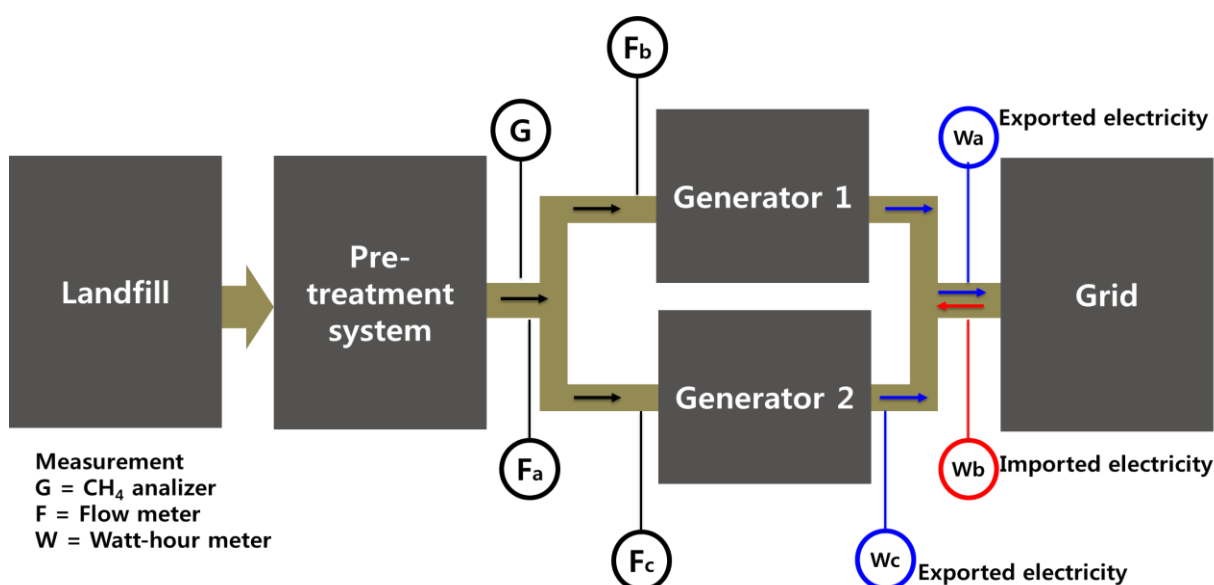 Fb
G
Wa
Exported electricity
Landfill
Pre-
treatment
system
Generator 1
Generator 2
Grid
Measurement
G = CH₄ analizer
F = Flow meter
W = Watt-hour meter
Fa
Fc
Wb
Imported electricity
Wc
Exported electricity